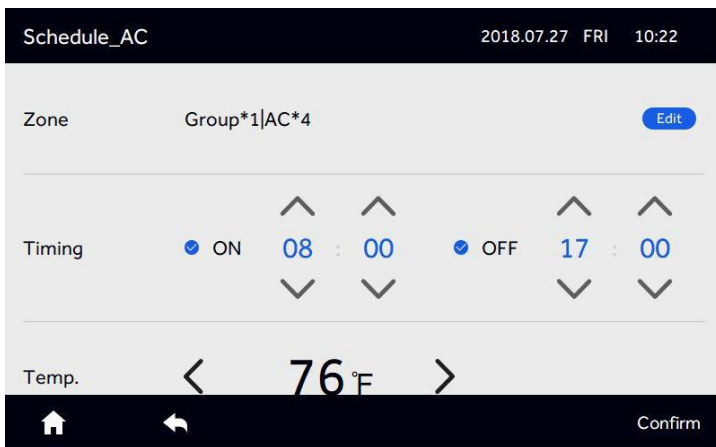 Schedule_AC 2018.07.27 FRI 10:22
Zone Group*1|AC*4 Edit
Timing ON 08 : 00 OFF 17 : 00
Temp. 76 °F
Confirm